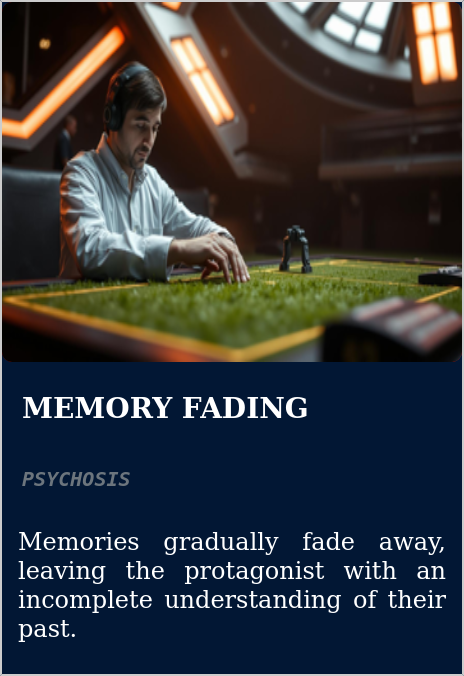 MEMORY FADING
PSYCHOSIS
Memories gradually fade away,
leaving the protagonist with an
incomplete understanding of their
past.